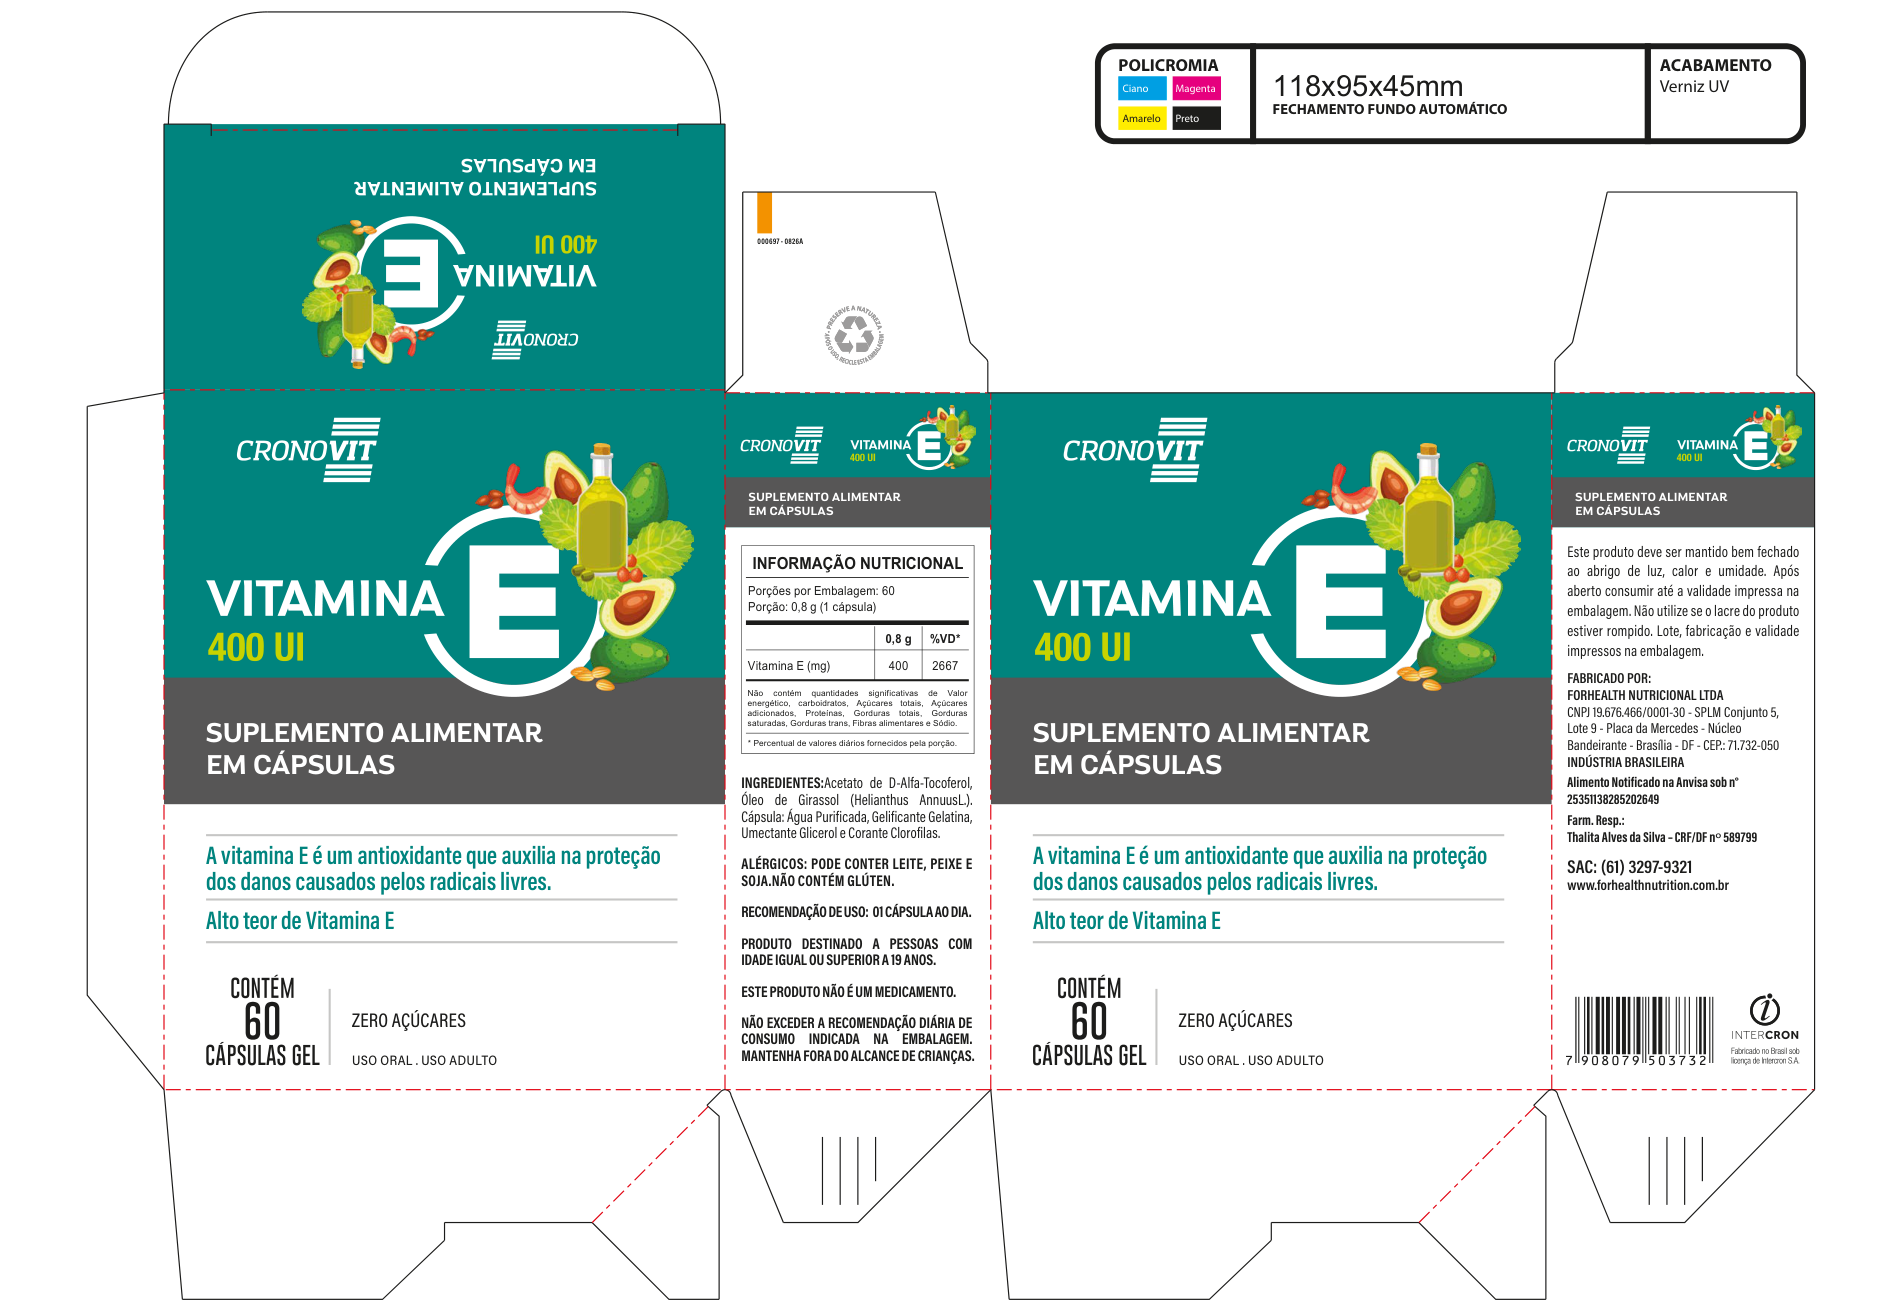 POLICROMIA
Ciano
Magenta
Amarelo
Preto
118x95x45mm
FECHAMENTO FUNDO AUTOMÁTICO
ACABAMENTO
Verniz UV
CRONOVIT
VITAMINA E
400 UI
SUPLEMENTO ALIMENTAR
EM CÁPSULAS
000697 - 0826A
PRESERVE A NATUREZA
APÓS O USO, RECICLE ESTA EMBALAGEM
CRONOVIT
VITAMINA E
400 UI
SUPLEMENTO ALIMENTAR
EM CÁPSULAS
A vitamina E é um antioxidante que auxilia na proteção
dos danos causados pelos radicais livres.
Alto teor de Vitamina E
CONTÉM
60
CÁPSULAS GEL
ZERO AÇÚCARES
USO ORAL . USO ADULTO
CRONOVIT
VITAMINA E
400 UI
SUPLEMENTO ALIMENTAR
EM CÁPSULAS
INFORMAÇÃO NUTRICIONAL
Porções por Embalagem: 60
Porção: 0,8 g (1 cápsula)
0,8 g %VD*
Vitamina E (mg) 400 2667
Não contém quantidades significativas de Valor
energético, carboidratos, Açúcares totais, Açúcares
adicionados, Proteínas, Gorduras totais, Gorduras
saturadas, Gorduras trans, Fibras alimentares e Sódio.
* Percentual de valores diários fornecidos pela porção.
INGREDIENTES:Acetato de D-Alfa-Tocoferol,
Óleo de Girassol (Helianthus AnnuusL.).
Cápsula: Água Purificada, Gelificante Gelatina,
Umectante Glicerol e Corante Clorofilas.
ALÉRGICOS: PODE CONTER LEITE, PEIXE E
SOJA.NÃO CONTÉM GLÚTEN.
RECOMENDAÇÃO DE USO: 01 CÁPSULA AO DIA.
PRODUTO DESTINADO A PESSOAS COM
IDADE IGUAL OU SUPERIOR A 19 ANOS.
ESTE PRODUTO NÃO É UM MEDICAMENTO.
NÃO EXCEDER A RECOMENDAÇÃO DIÁRIA DE
CONSUMO INDICADA NA EMBALAGEM.
MANTENHA FORA DO ALCANCE DE CRIANÇAS.
CRONOVIT
VITAMINA E
400 UI
SUPLEMENTO ALIMENTAR
EM CÁPSULAS
A vitamina E é um antioxidante que auxilia na proteção
dos danos causados pelos radicais livres.
Alto teor de Vitamina E
CONTÉM
60
CÁPSULAS GEL
ZERO AÇÚCARES
USO ORAL . USO ADULTO
CRONOVIT
VITAMINA E
400 UI
SUPLEMENTO ALIMENTAR
EM CÁPSULAS
Este produto deve ser mantido bem fechado
ao abrigo de luz, calor e umidade. Após
aberto consumir até a validade impressa na
embalagem. Não utilize se o lacre do produto
estiver rompido. Lote, fabricação e validade
impressos na embalagem.
FABRICADO POR:
FORHEALTH NUTRICIONAL LTDA
CNPJ 19.676.466/0001-30 - SPLM Conjunto 5,
Lote 9 - Placa da Mercedes - Núcleo
Bandeirante - Brasília - DF - CEP.: 71.732-050
INDÚSTRIA BRASILEIRA
Alimento Notificado na Anvisa sob n°
25351138285202649
Farm. Resp.:
Thalita Alves da Silva – CRF/DF nº 589799
SAC: (61) 3297-9321
www.forhealthnutrition.com.br
7 908079 503732
INTERCRON
Fabricado no Brasil sob
licença de Intercron S.A.